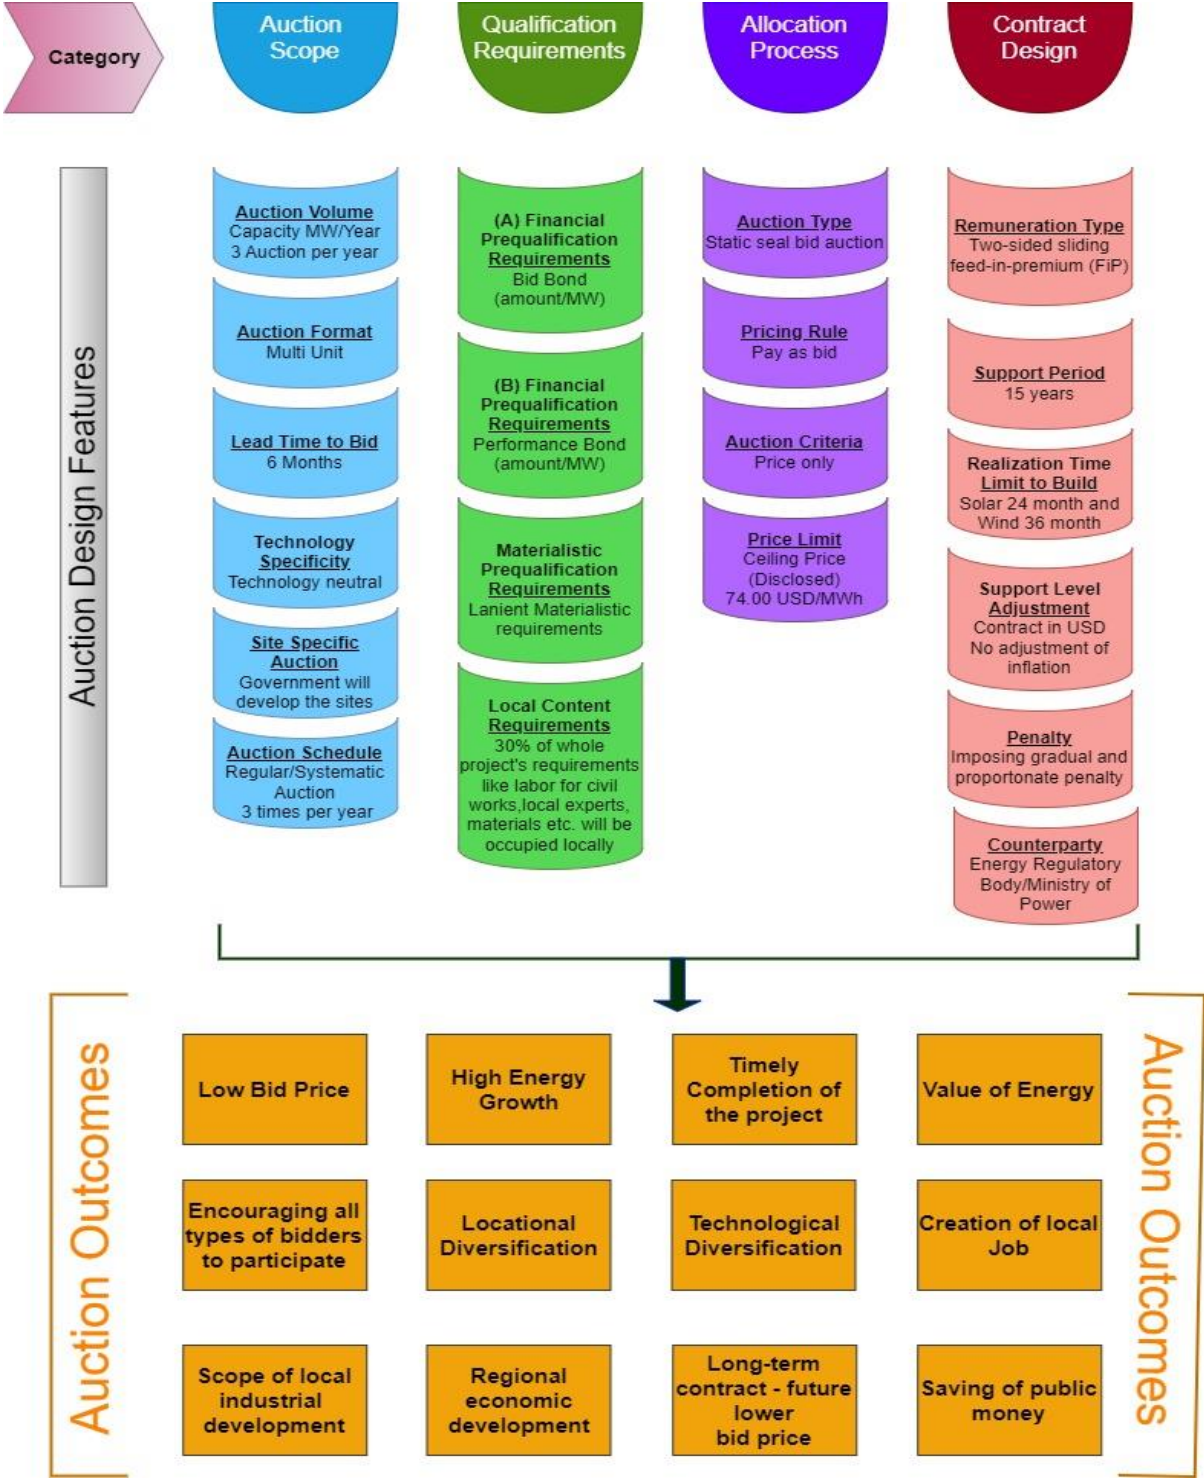 Category
Auction
Scope
Qualification
Requirements
Allocation
Process
Contract
Design
Auction Design Features
Auction Volume
Capacity MW/Year
3 Auction per year
Auction Format
Multi Unit
Lead Time to Bid
6 Months
Technology
Specificity
Technology neutral
Site Specific
Auction
Government will
develop the sites
Auction Schedule
Regular/Systematic
Auction
3 times per year
(A) Financial
Prequalification
Requirements
Bid Bond
(amount/MW)
(B) Financial
Prequalification
Requirements
Performance Bond
(amount/MW)
Materialistic
Prequalification
Requirements
Lanient Materialistic
requirements
Local Content
Requirements
30% of whole
project's requirements
like labor for civil
works,local experts,
materials etc. will be
occupied locally
Auction Type
Static seal bid auction
Pricing Rule
Pay as bid
Auction Criteria
Price only
Price Limit
Ceiling Price
(Disclosed)
74.00 USD/MWh
Remuneration Type
Two-sided sliding
feed-in-premium (FiP)
Support Period
15 years
Realization Time
Limit to Build
Solar 24 month and
Wind 36 month
Support Level
Adjustment
Contract in USD
No adjustment of
inflation
Penalty
Imposing gradual and
proportonate penalty
Counterparty
Energy Regulatory
Body/Ministry of
Power
Auction Outcomes
Low Bid Price
High Energy
Growth
Timely
Completion of
the project
Value of Energy
Encouraging all
types of bidders
to participate
Locational
Diversification
Technological
Diversification
Creation of local
Job
Scope of local
industrial
development
Regional
economic
development
Long-term
contract - future
lower
bid price
Saving of public
money
Auction Outcomes